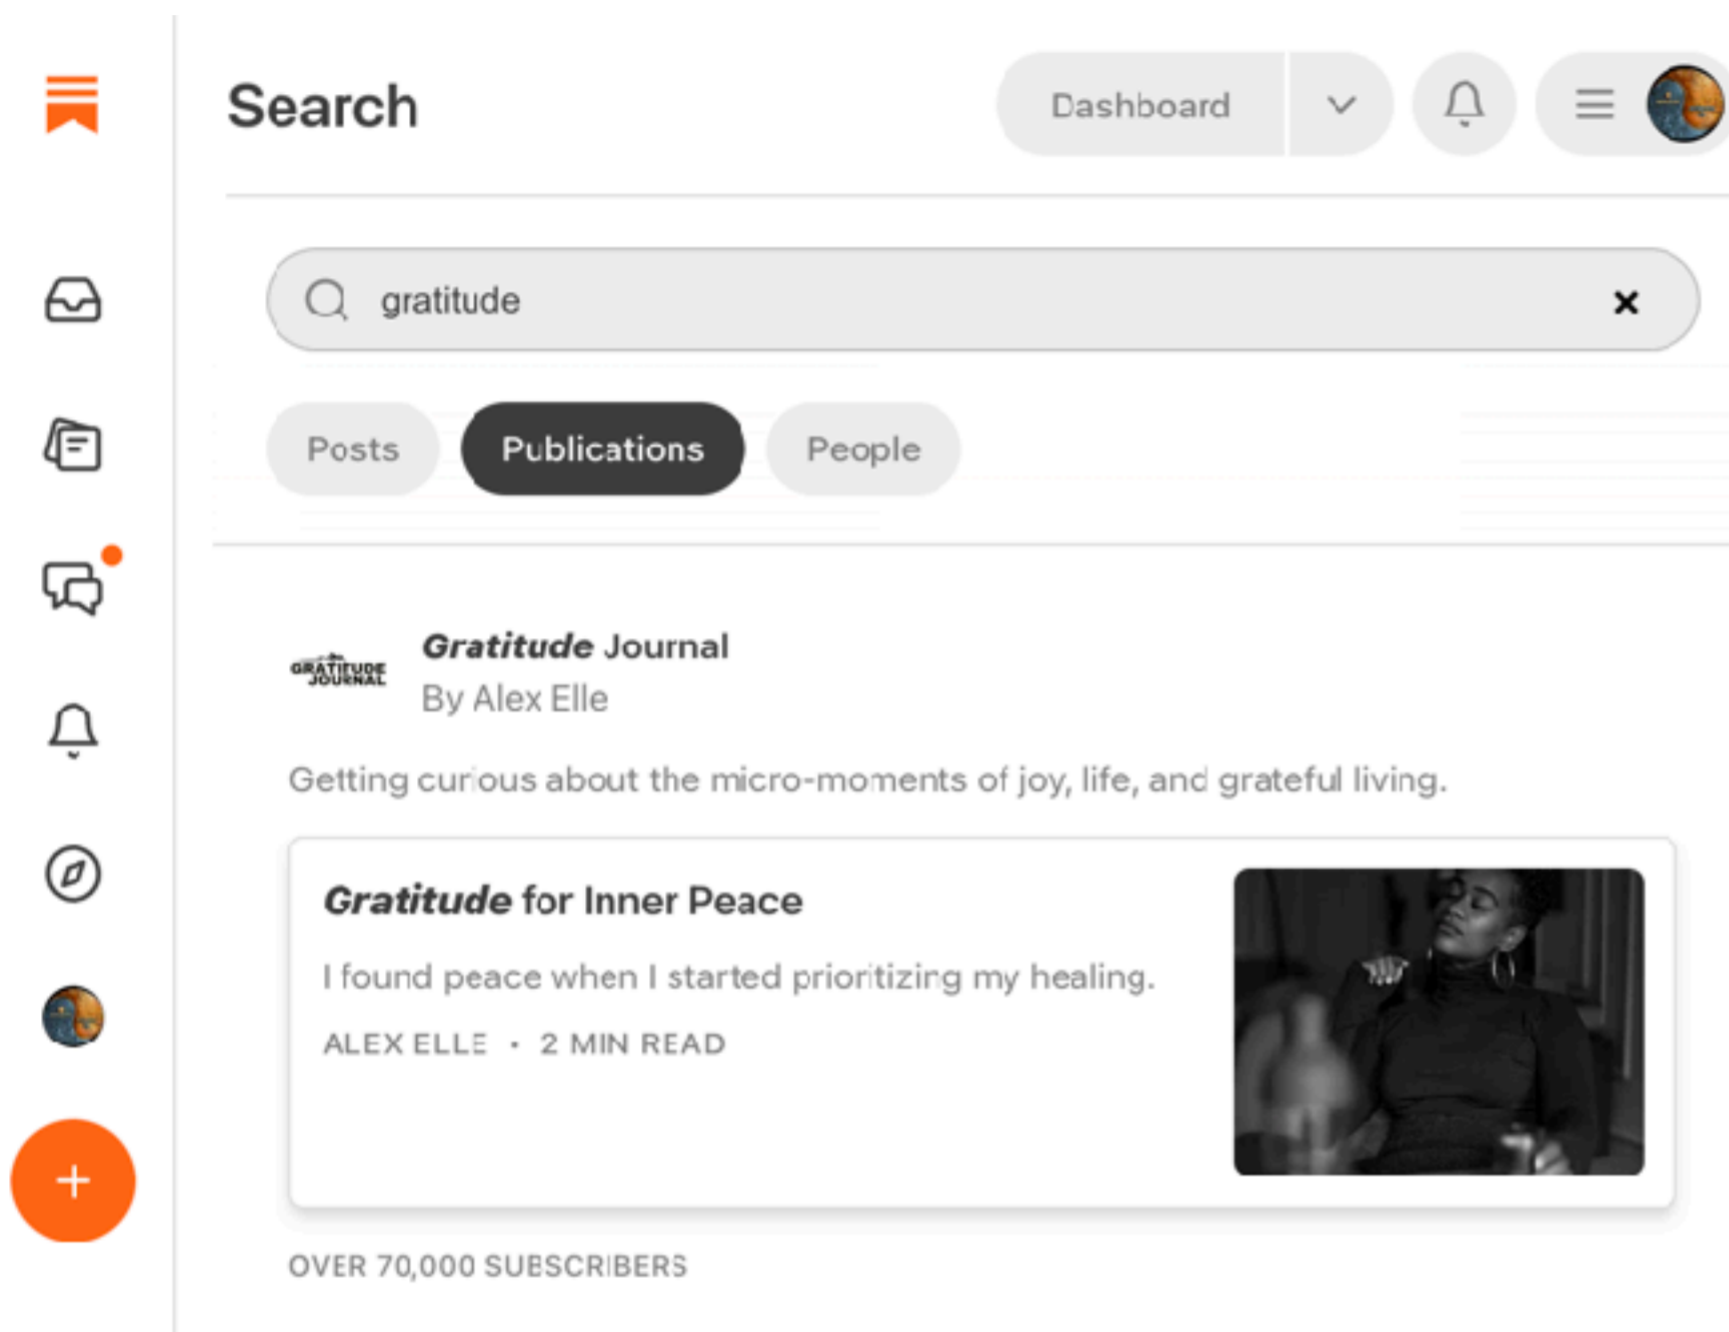 Search
Dashboard
gratitude
Posts
Publications
People
GRATITUDE
JOURNAL
Gratitude Journal
By Alex Elle
Getting curious about the micro-moments of joy, life, and grateful living.
Gratitude for Inner Peace
I found peace when I started prioritizing my healing.
ALEX ELLE · 2 MIN READ
OVER 70,000 SUBSCRIBERS